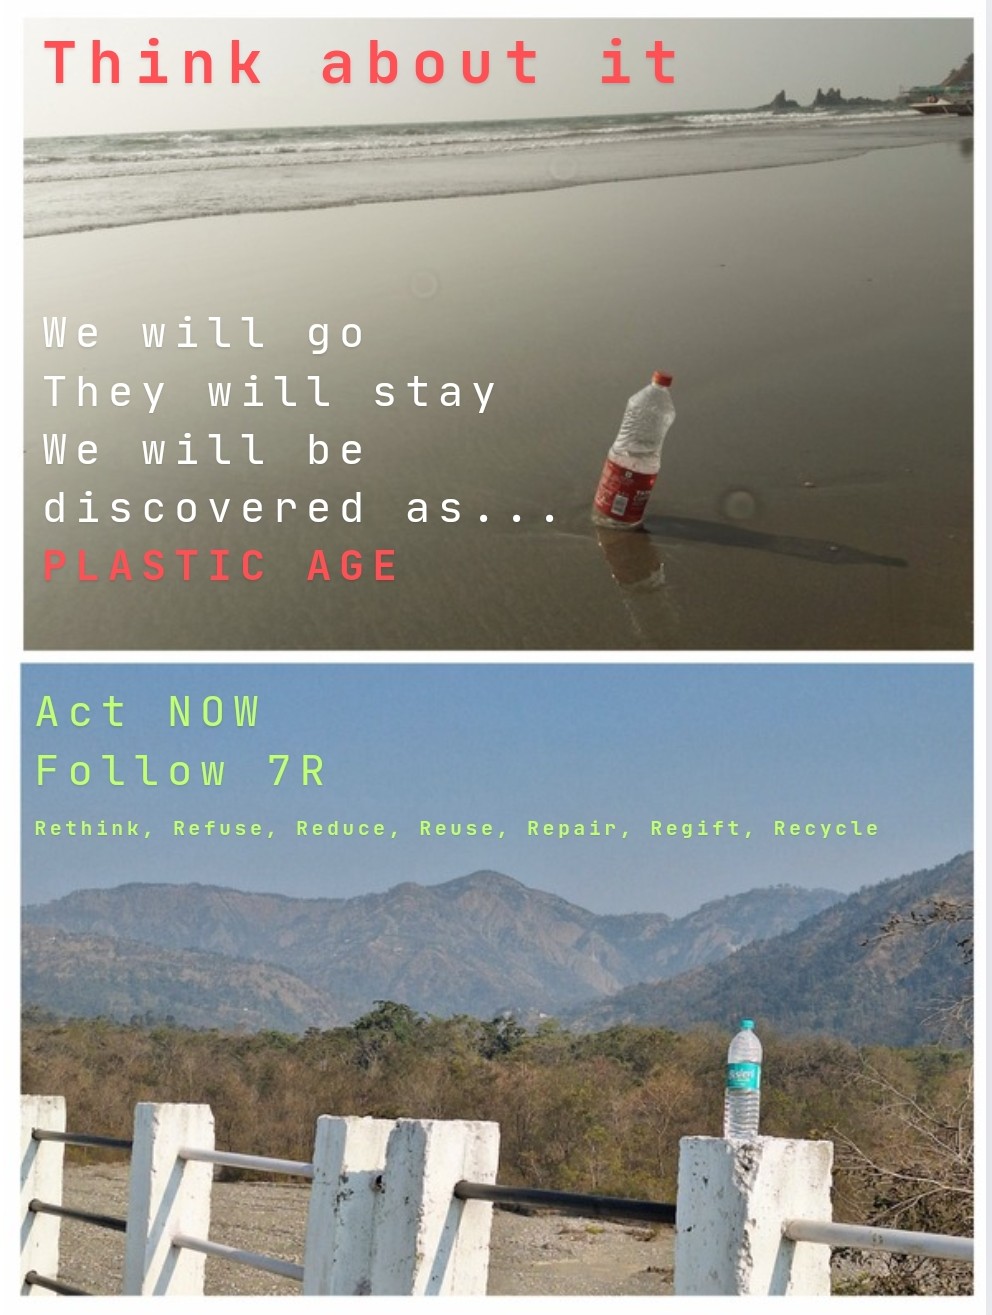 Think about it
We will go
They will stay
We will be
discovered as...
PLASTIC AGE
Act NOW
Follow 7R
Rethink, Refuse, Reduce, Reuse, Repair, Regift, Recycle
Bisleri